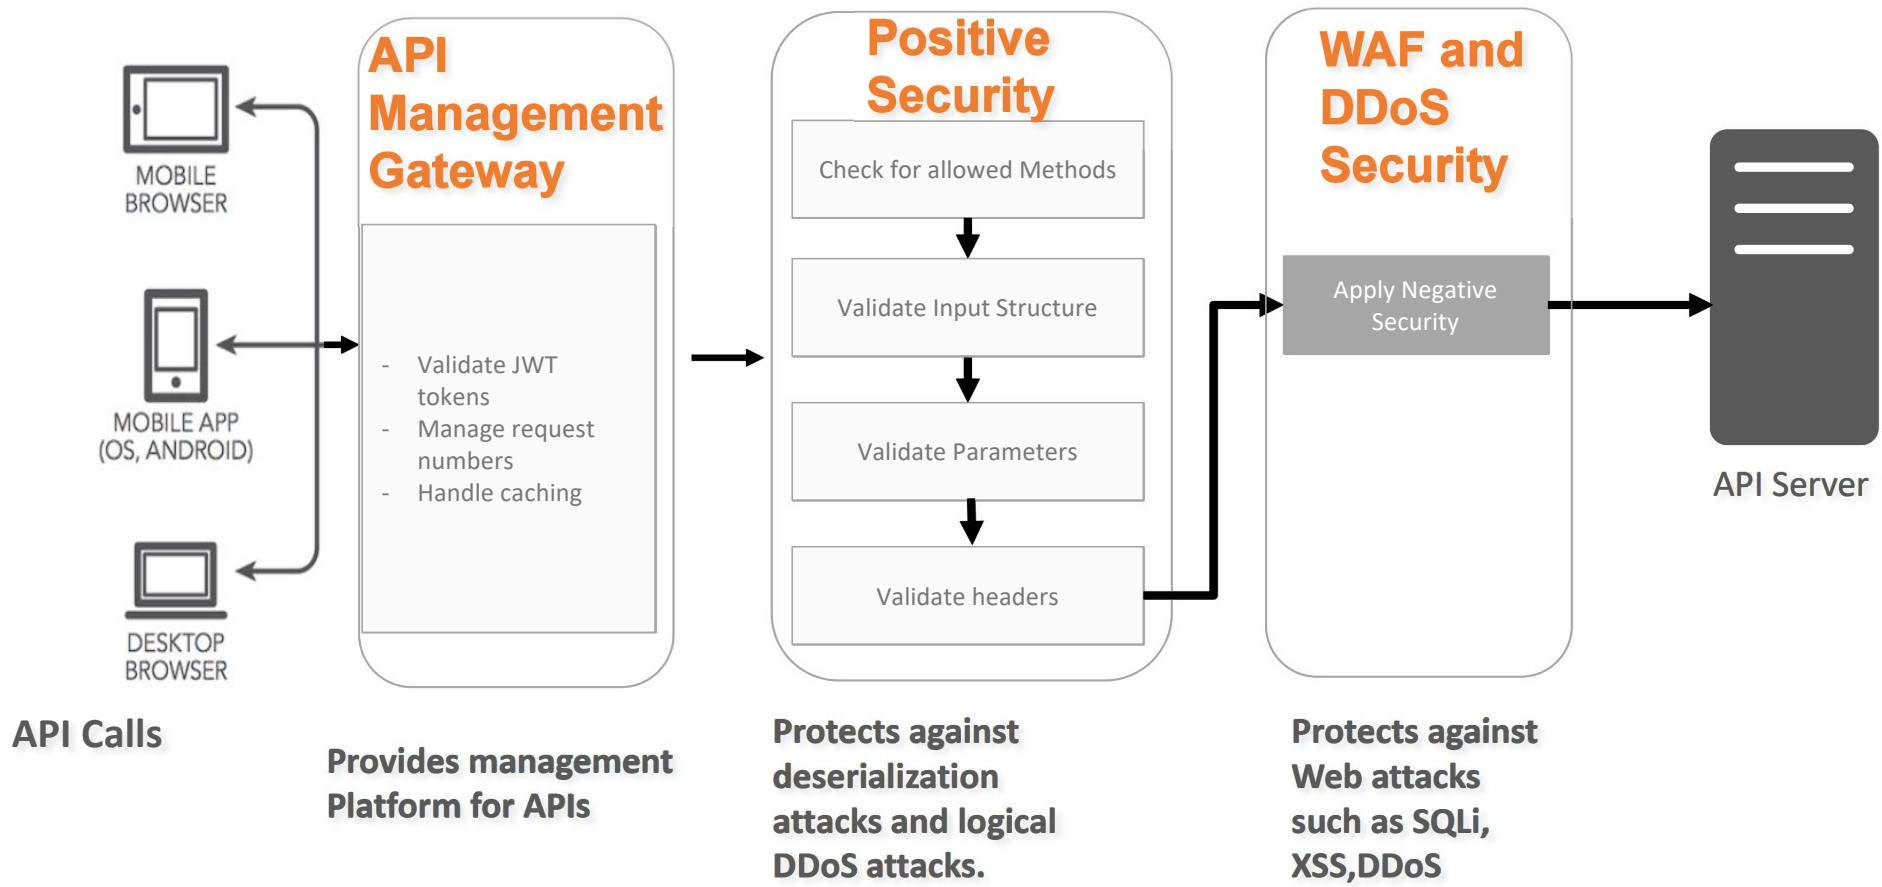 MOBILE
BROWSER
MOBILE APP
(OS, ANDROID)
DESKTOP
BROWSER
API Calls
API
Management
Gateway
- Validate JWT
tokens
- Manage request
numbers
- Handle caching
Provides management
Platform for APIs
Positive
Security
Check for allowed Methods
Validate Input Structure
Validate Parameters
Validate headers
Protects against
deserialization
attacks and logical
DDoS attacks.
WAF and
DDoS
Security
Apply Negative
Security
Protects against
Web attacks
such as SQLi,
XSS,DDoS
API Server